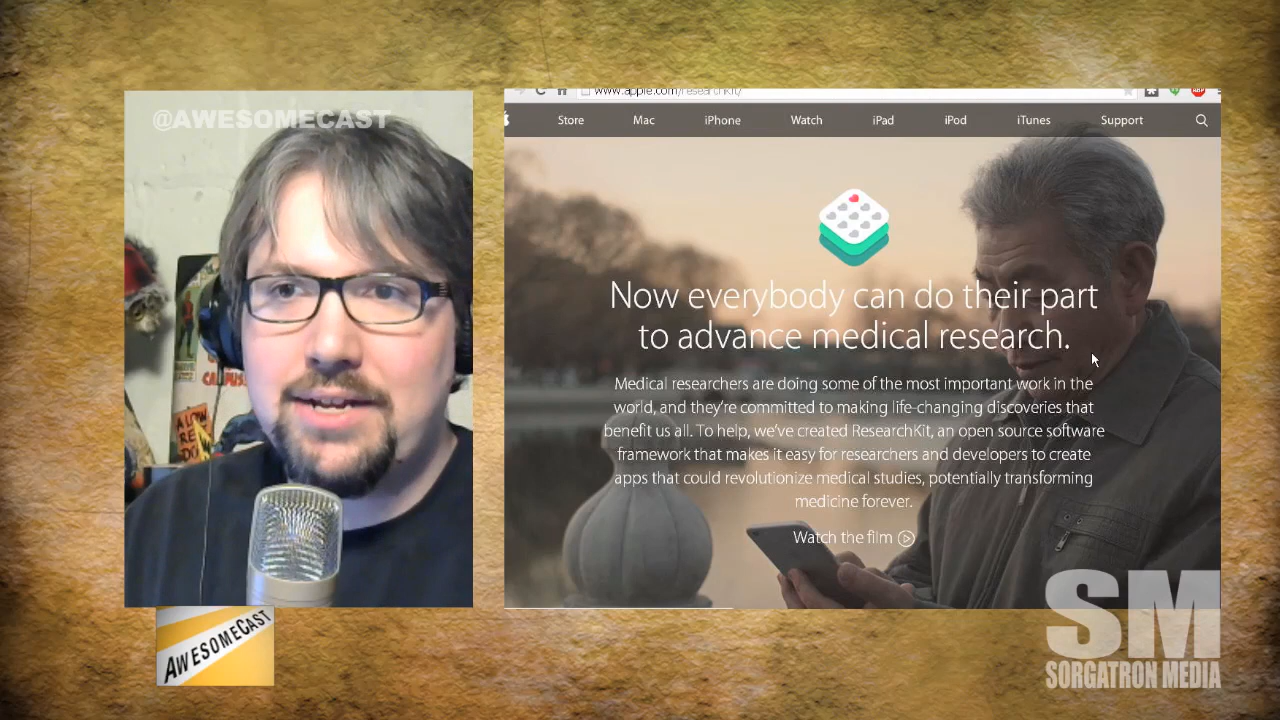 @AWESOMECAST
www.apple.com/researchkit/
Store Mac iPhone Watch iPad iPod iTunes Support
Now everybody can do their part
to advance medical research.
Medical researchers are doing some of the most important work in the
world, and they're committed to making life-changing discoveries that
benefit us all. To help, we've created ResearchKit, an open source software
framework that makes it easy for researchers and developers to create
apps that could revolutionize medical studies, potentially transforming
medicine forever.
Watch the film
AWESOMECAST
SM
SORGATRON MEDIA